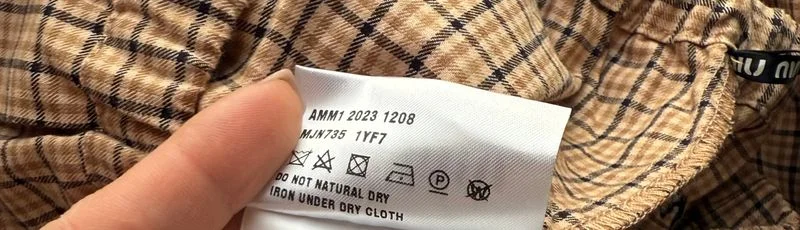 AMM1 2023 1208
MJN735 1YF7
P
W
DO NOT NATURAL DRY
IRON UNDER DRY CLOTH